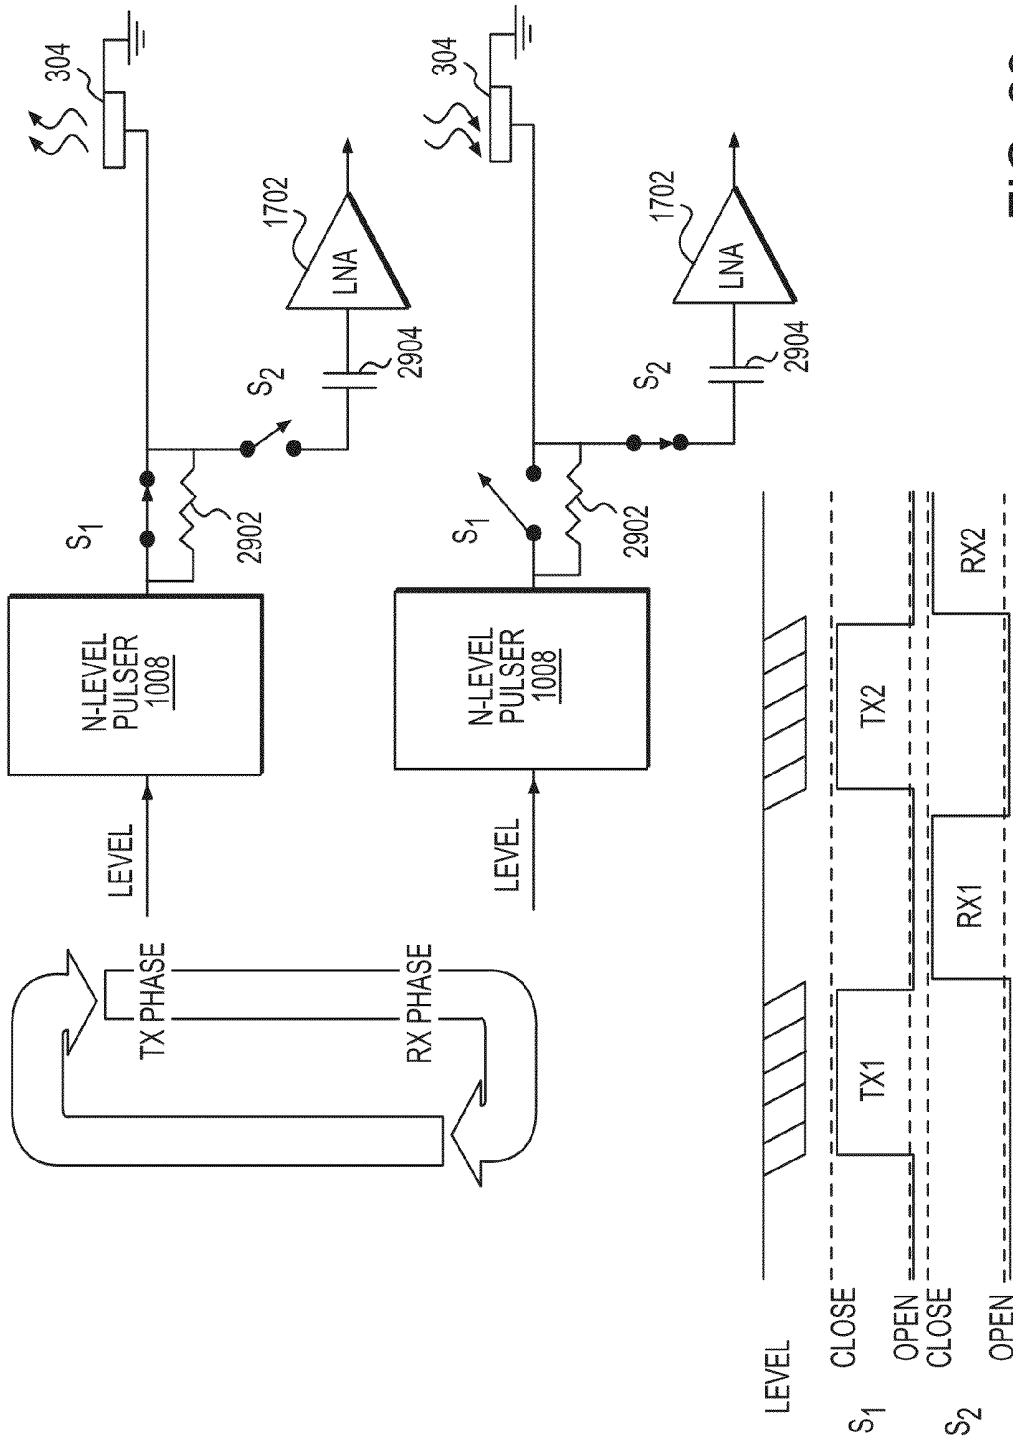 TX PHASE
LEVEL
N-LEVEL
PULSER
1008
S1
2902
S2
2904
LNA
1702
304
RX PHASE
LEVEL
N-LEVEL
PULSER
1008
S1
2902
S2
2904
LNA
1702
304
LEVEL
S1
CLOSE
OPEN
TX1
TX2
S2
CLOSE
OPEN
RX1
RX2